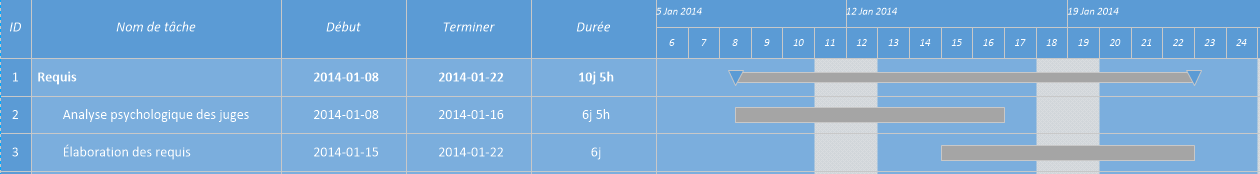 ID Nom de tâche Début Terminer Durée 5 Jan 2014 12 Jan 2014 19 Jan 2014
6 7 8 9 10 11 12 13 14 15 16 17 18 19 20 21 22 23 24
1 Requis 2014-01-08 2014-01-22 10j 5h
2 Analyse psychologique des juges 2014-01-08 2014-01-16 6j 5h
3 Élaboration des requis 2014-01-15 2014-01-22 6j